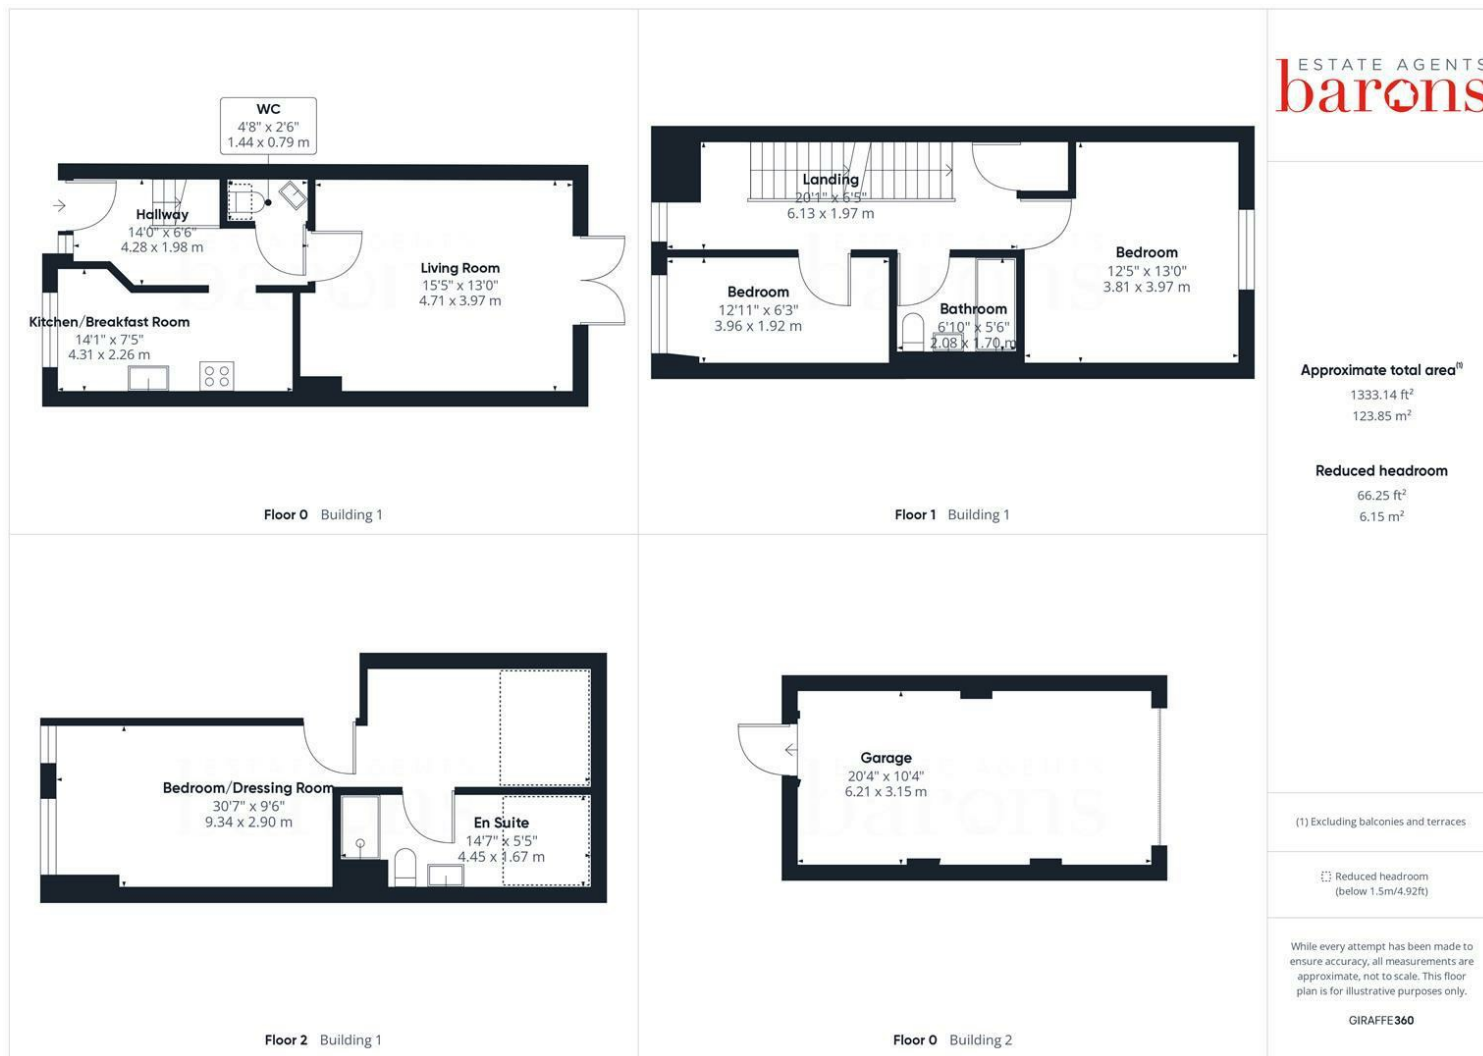 WC
4'8" x 2'6"
1.44 x 0.79 m
Hallway
14'0" x 6'6"
4.28 x 1.98 m
Living Room
15'5" x 13'0"
4.71 x 3.97 m
Kitchen/Breakfast Room
14'1" x 7'5"
4.31 x 2.26 m
Floor 0 Building 1
Landing
20'1" x 6'5"
6.13 x 1.97 m
Bedroom
12'5" x 13'0"
3.81 x 3.97 m
Bedroom
12'11" x 6'3"
3.96 x 1.92 m
Bathroom
6'10" x 5'6"
2.08 x 1.70 m
Floor 1 Building 1
Bedroom/Dressing Room
30'7" x 9'6"
9.34 x 2.90 m
En Suite
14'7" x 5'5"
4.45 x 1.67 m
Floor 2 Building 1
Garage
20'4" x 10'4"
6.21 x 3.15 m
Floor 0 Building 2
ESTATE AGENTS
barons
Approximate total area(1)
1333.14 ft²
123.85 m²
Reduced headroom
66.25 ft²
6.15 m²
(1) Excluding balconies and terraces
Reduced headroom
(below 1.5m/4.92ft)
While every attempt has been made to
ensure accuracy, all measurements are
approximate, not to scale. This floor
plan is for illustrative purposes only.
GIRAFFE360